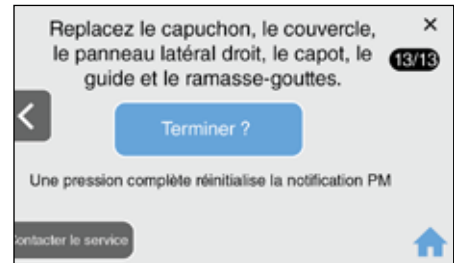 Replacez le capuchon, le couvercle,
le panneau latéral droit, le capot, le
guide et le ramasse-gouttes.
×
13/13
Terminer ?
Une pression complète réinitialise la notification PM
ontacter le service